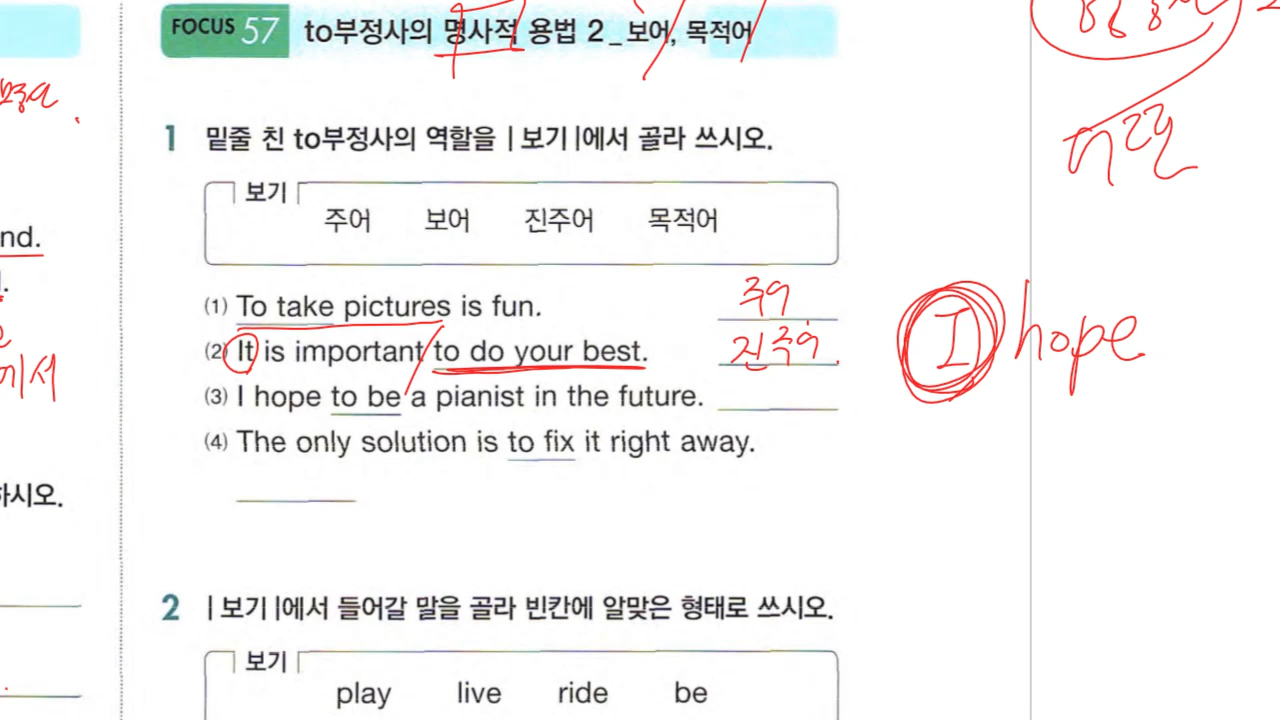 FOCUS 57 to부정사의 명사적 용법 2_보어, 목적어
1 밑줄 친 to부정사의 역할을 |보기|에서 골라 쓰시오.
보기
주어 보어 진주어 목적어
(1) To take pictures is fun. 주어
(2) It is important to do your best. 진주어
(3) I hope to be a pianist in the future.
(4) The only solution is to fix it right away.
I hope
2 |보기|에서 들어갈 말을 골라 빈칸에 알맞은 형태로 쓰시오.
보기
play live ride be
nd.
에서
하시오.